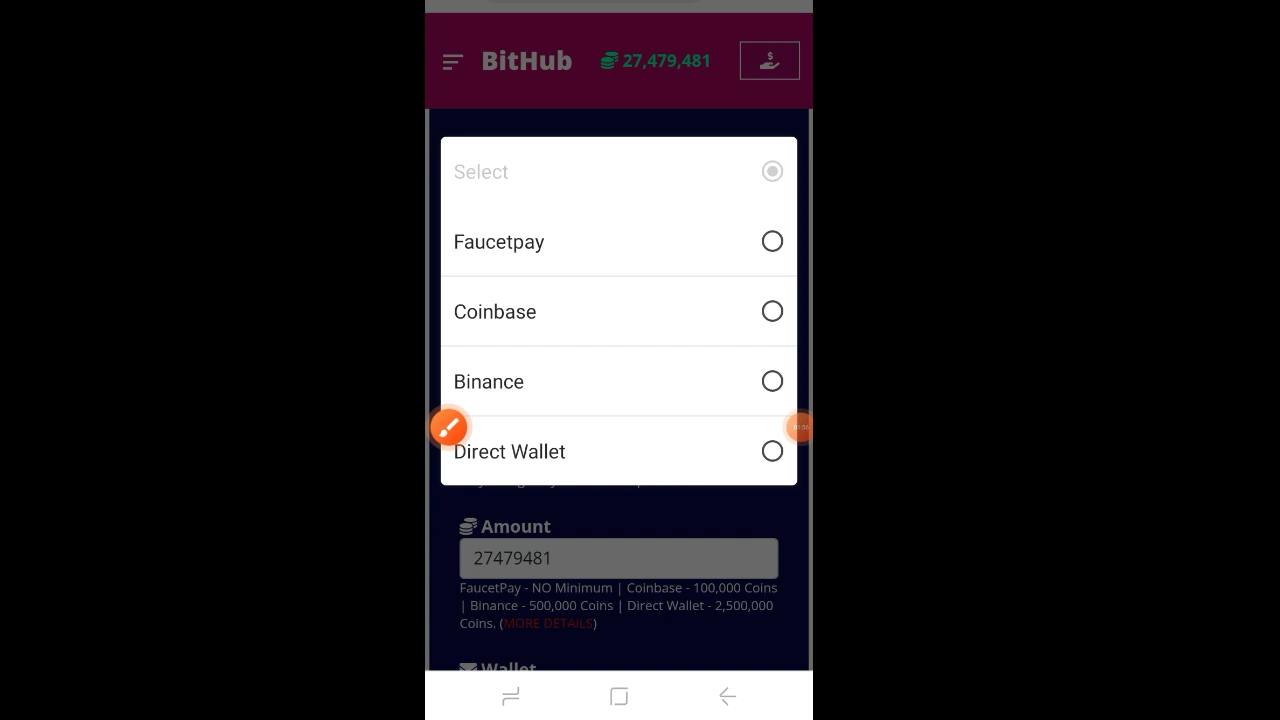 BitHub 27,479,481
Select
Faucetpay
Coinbase
Binance
Direct Wallet
Amount
27479481
FaucetPay - NO Minimum | Coinbase - 100,000 Coins
| Binance - 500,000 Coins | Direct Wallet - 2,500,000
Coins. (MORE DETAILS)
Wallet